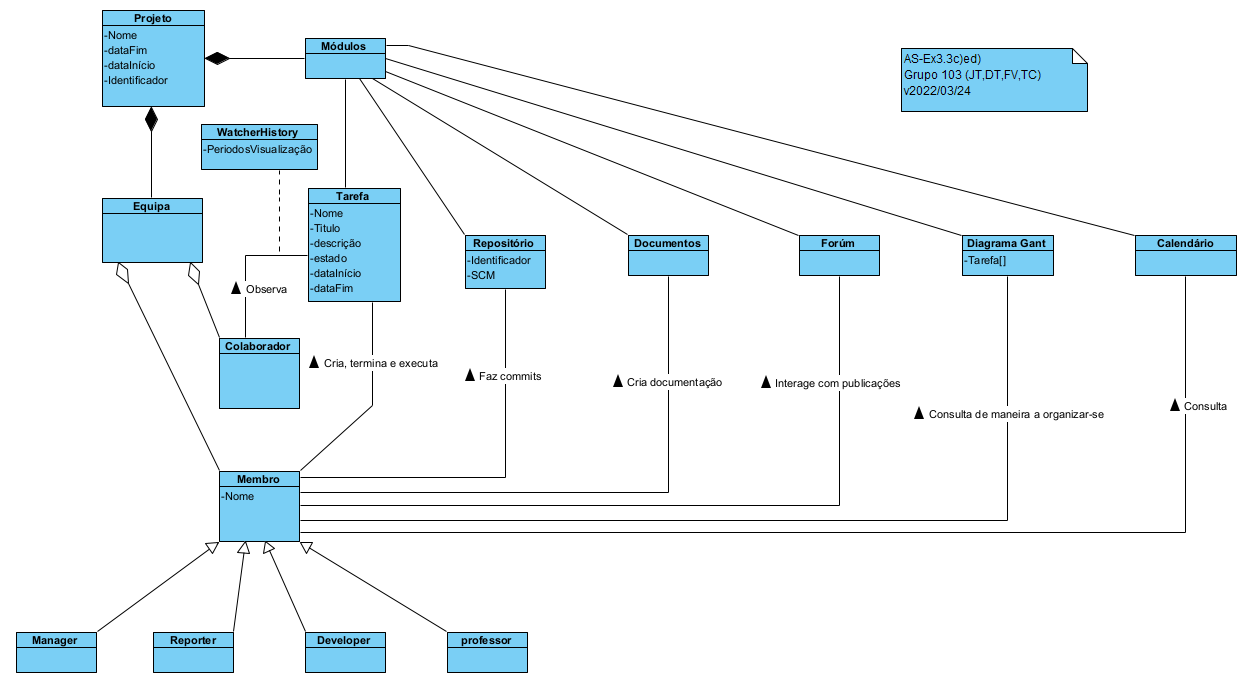 Projeto
-Nome
-dataFim
-dataInício
-Identificador
Módulos
AS-Ex3.3c)ed)
Grupo 103 (JT,DT,FV,TC)
v2022/03/24
WatcherHistory
-PeriodosVisualização
Equipa
Tarefa
-Nome
-Titulo
-descrição
-estado
-dataInício
-dataFim
Repositório
-Identificador
-SCM
Documentos
Forúm
Diagrama Gant
-Tarefa[]
Calendário
Observa
Colaborador
Cria, termina e executa
Faz commits
Cria documentação
Interage com publicações
Consulta de maneira a organizar-se
Consulta
Membro
-Nome
Manager
Reporter
Developer
professor